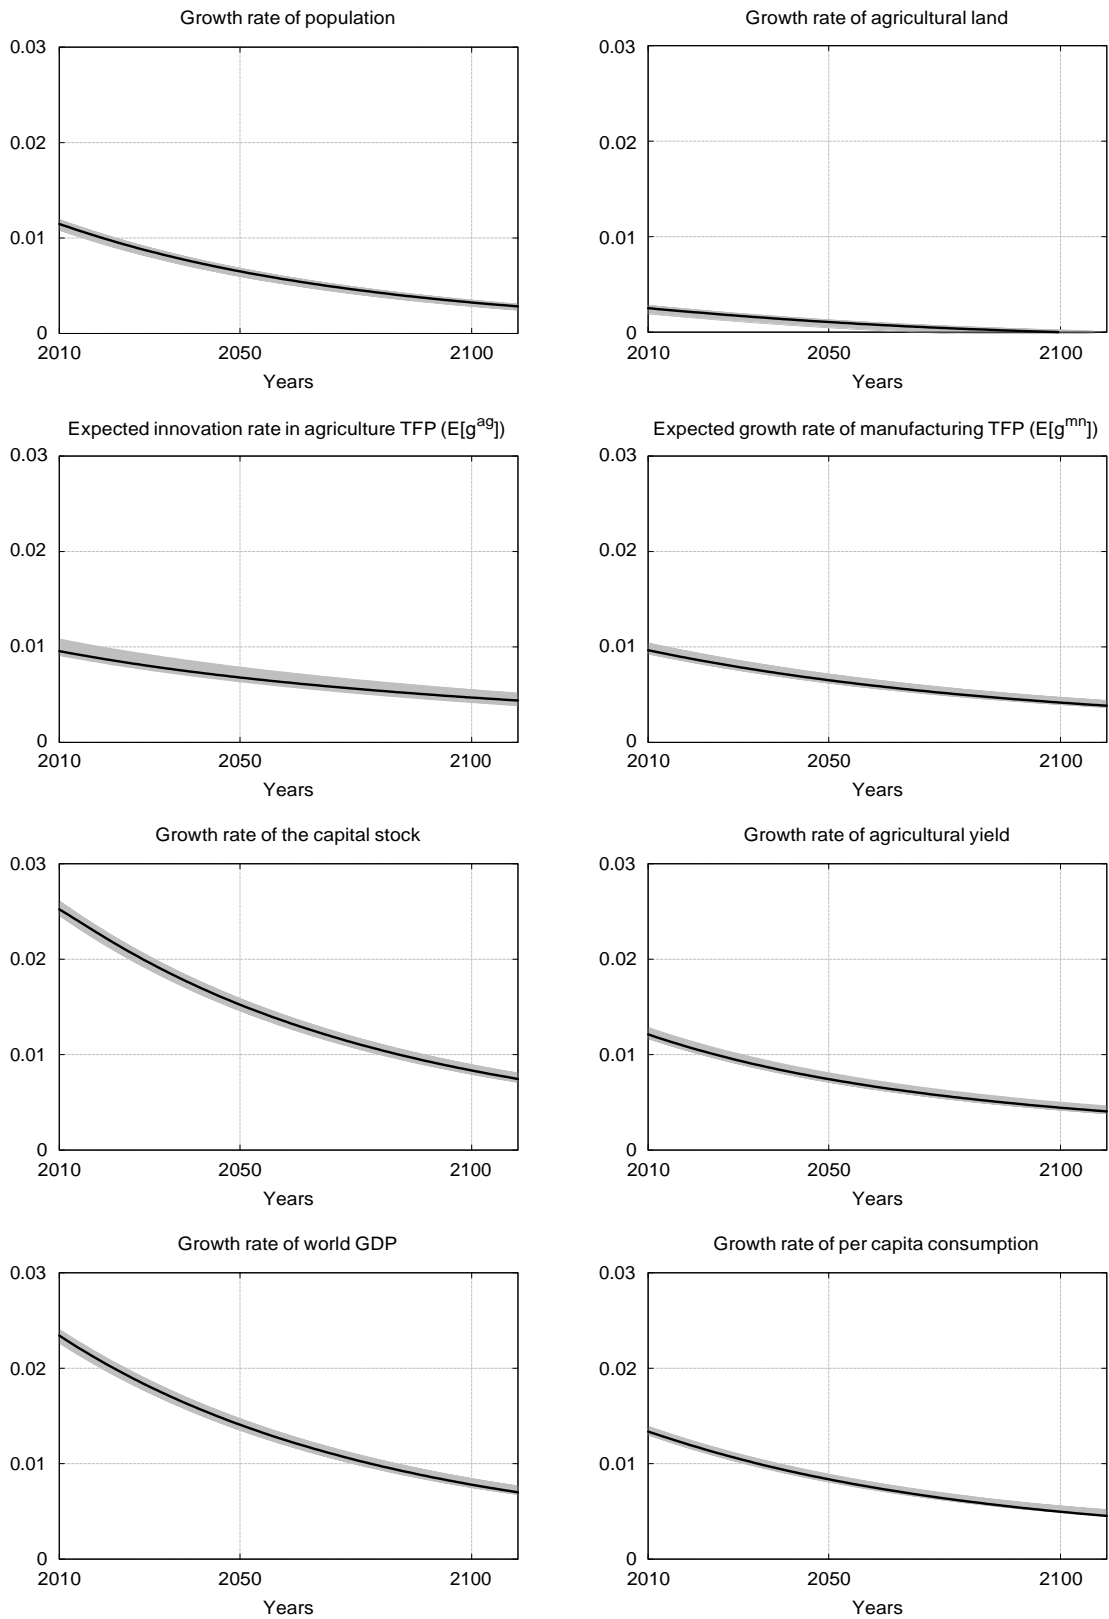 Growth rate of population
0.03
0.02
0.01
0
2010 2050 2100
Years
Growth rate of agricultural land
0.03
0.02
0.01
0
2010 2050 2100
Years
Expected innovation rate in agriculture TFP (E[g^ag])
0.03
0.02
0.01
0
2010 2050 2100
Years
Expected growth rate of manufacturing TFP (E[g^mn])
0.03
0.02
0.01
0
2010 2050 2100
Years
Growth rate of the capital stock
0.03
0.02
0.01
0
2010 2050 2100
Years
Growth rate of agricultural yield
0.03
0.02
0.01
0
2010 2050 2100
Years
Growth rate of world GDP
0.03
0.02
0.01
0
2010 2050 2100
Years
Growth rate of per capita consumption
0.03
0.02
0.01
0
2010 2050 2100
Years